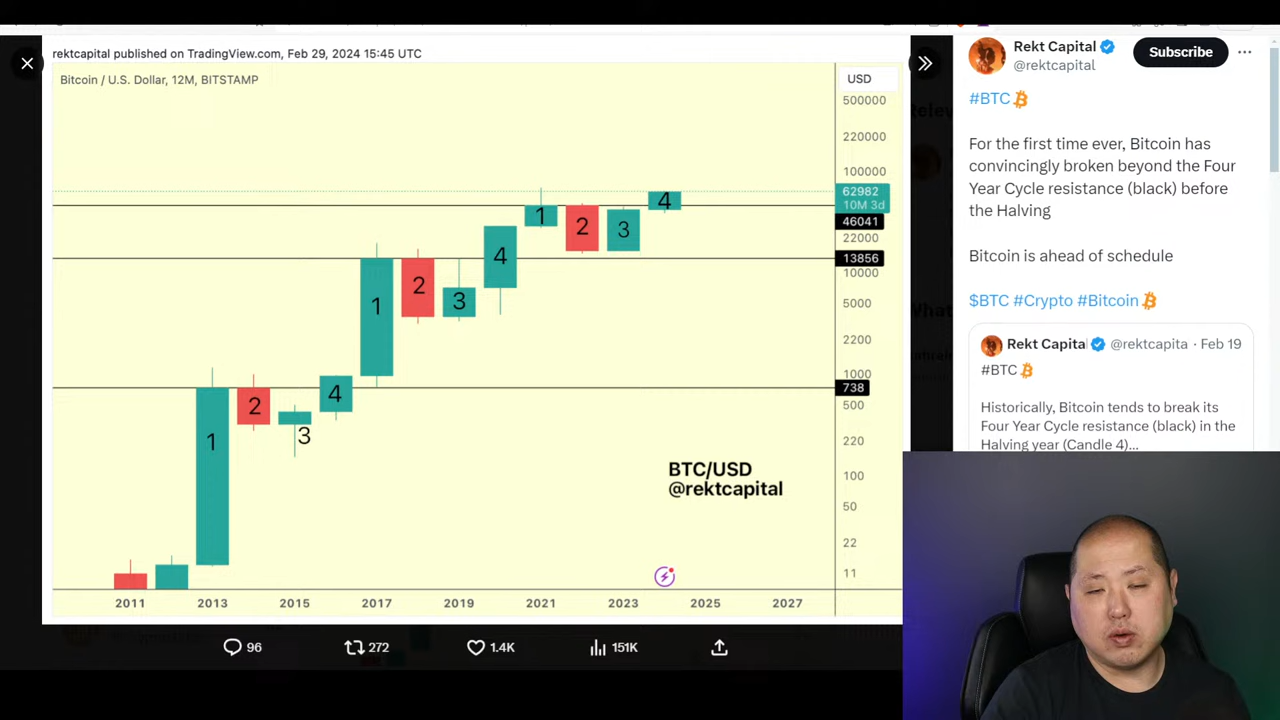 rektcapital published on TradingView.com, Feb 29, 2024 15:45 UTC
Bitcoin / U.S. Dollar, 12M, BITSTAMP
USD
500000
220000
100000
62982
10M 3d
46041
22000
13856
10000
5000
2200
1000
738
500
220
100
50
22
11
1
2
3
4
1
2
3
4
1
2
3
4
BTC/USD
@rektcapital
2011
2013
2015
2017
2019
2021
2023
2025
2027
96
272
1.4K
151K
Rekt Capital
@rektcapital
Subscribe
#BTC
For the first time ever, Bitcoin has
convincingly broken beyond the Four
Year Cycle resistance (black) before
the Halving
Bitcoin is ahead of schedule
$BTC #Crypto #Bitcoin
Rekt Capital @rektcapita · Feb 19
#BTC
Historically, Bitcoin tends to break its
Four Year Cycle resistance (black) in the
Halving year (Candle 4)...